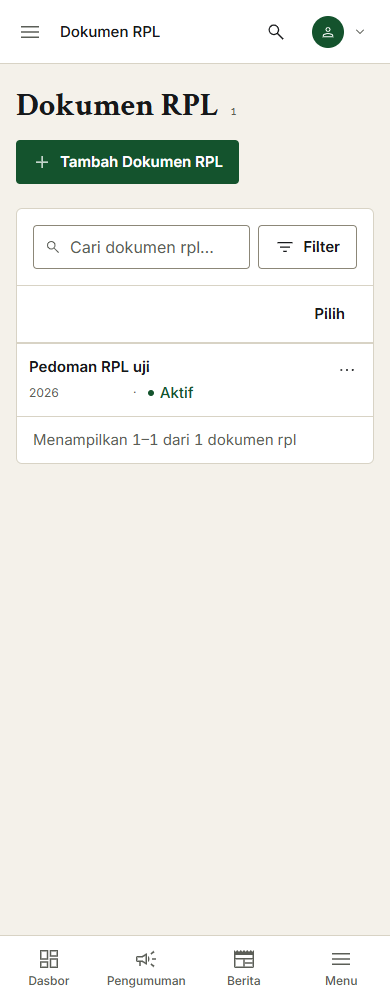 Dokumen RPL
Dokumen RPL 1
Tambah Dokumen RPL
Cari dokumen rpl...
Filter
Pilih
Pedoman RPL uji
2026 · Aktif
Menampilkan 1–1 dari 1 dokumen rpl
Dasbor
Pengumuman
Berita
Menu